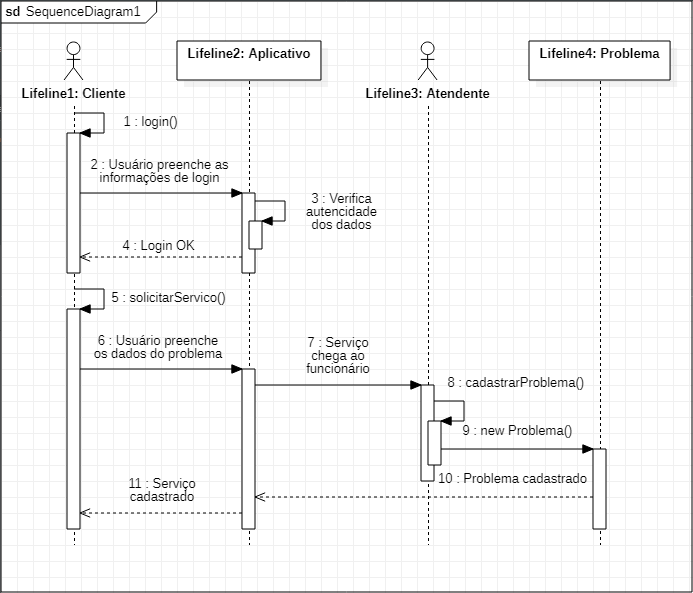 sd SequenceDiagram1
Lifeline2: Aplicativo
Lifeline4: Problema
Lifeline1: Cliente
Lifeline3: Atendente
1 : login()
2 : Usuário preenche as
informações de login
3 : Verifica
autencidade
dos dados
4 : Login OK
5 : solicitarServico()
6 : Usuário preenche
os dados do problema
7 : Serviço
chega ao
funcionário
8 : cadastrarProblema()
9 : new Problema()
10 : Problema cadastrado
11 : Serviço
cadastrado